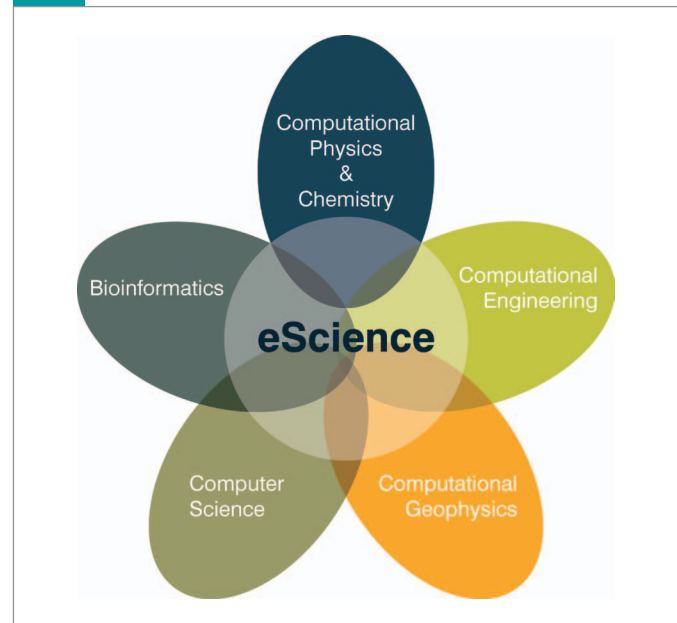 Computational
Physics
&
Chemistry
Bioinformatics
Computational
Engineering
eScience
Computer
Science
Computational
Geophysics